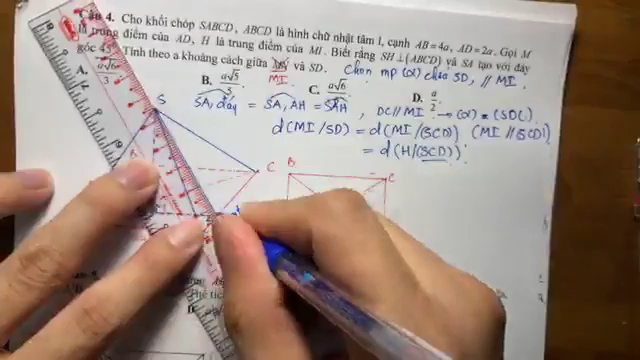 Câu 4. Cho khối chóp SABCD, ABCD là hình chữ nhật tâm I, cạnh AB = 4a, AD = 2a. Gọi M
là trung điểm của AD, H là trung điểm của MI. Biết rằng SH ⊥ (ABCD) và SA tạo với đáy
góc 45°. Tính theo a khoảng cách giữa và SD. Chọn mp (α) chứa SD, // MI.
MI
A. a√6/3 B. a√5/5 C. a√6 D. a/2
SA, đáy = SA, AH = SAH DC // MI → (α) ≡ (SDC)
d(MI/SD) = d(MI/(SCD)) (MI // (SCD))
= d(H/(SCD))
S
C B C